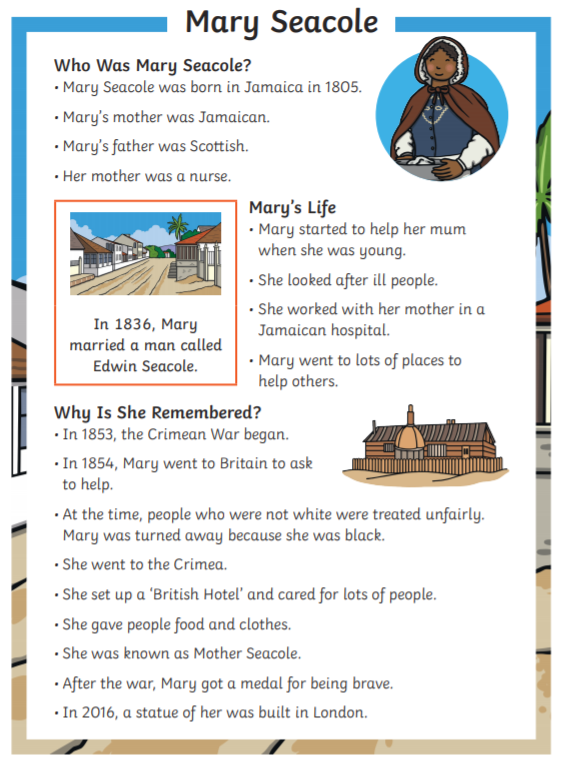 Mary Seacole
Who Was Mary Seacole?
• Mary Seacole was born in Jamaica in 1805.
• Mary's mother was Jamaican.
• Mary's father was Scottish.
• Her mother was a nurse.
In 1836, Mary
married a man called
Edwin Seacole.
Mary's Life
• Mary started to help her mum
when she was young.
• She looked after ill people.
• She worked with her mother in a
Jamaican hospital.
• Mary went to lots of places to
help others.
Why Is She Remembered?
• In 1853, the Crimean War began.
• In 1854, Mary went to Britain to ask
to help.
• At the time, people who were not white were treated unfairly.
Mary was turned away because she was black.
• She went to the Crimea.
• She set up a 'British Hotel' and cared for lots of people.
• She gave people food and clothes.
• She was known as Mother Seacole.
• After the war, Mary got a medal for being brave.
• In 2016, a statue of her was built in London.